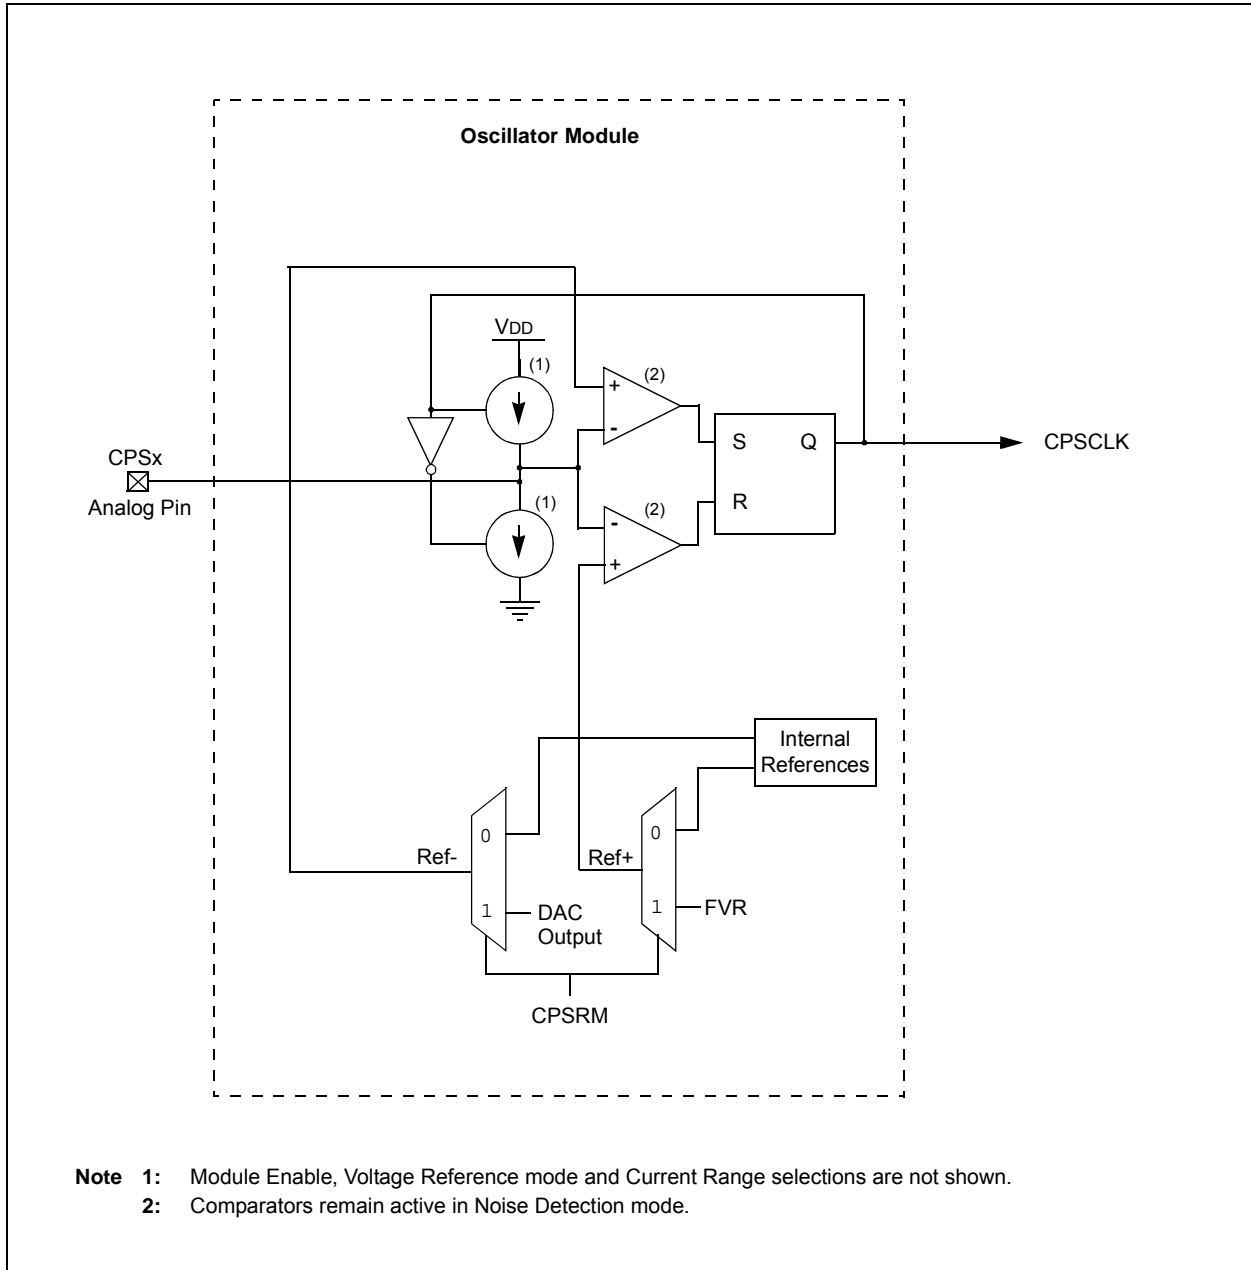 Oscillator Module
VDD
(1)
(2)
+
-
S Q
CPSCLK
CPSx
Analog Pin
R
(1)
(2)
-
+
Internal
References
0
0
Ref-
Ref+
1
DAC
Output
1
FVR
CPSRM
Note 1: Module Enable, Voltage Reference mode and Current Range selections are not shown.
2: Comparators remain active in Noise Detection mode.